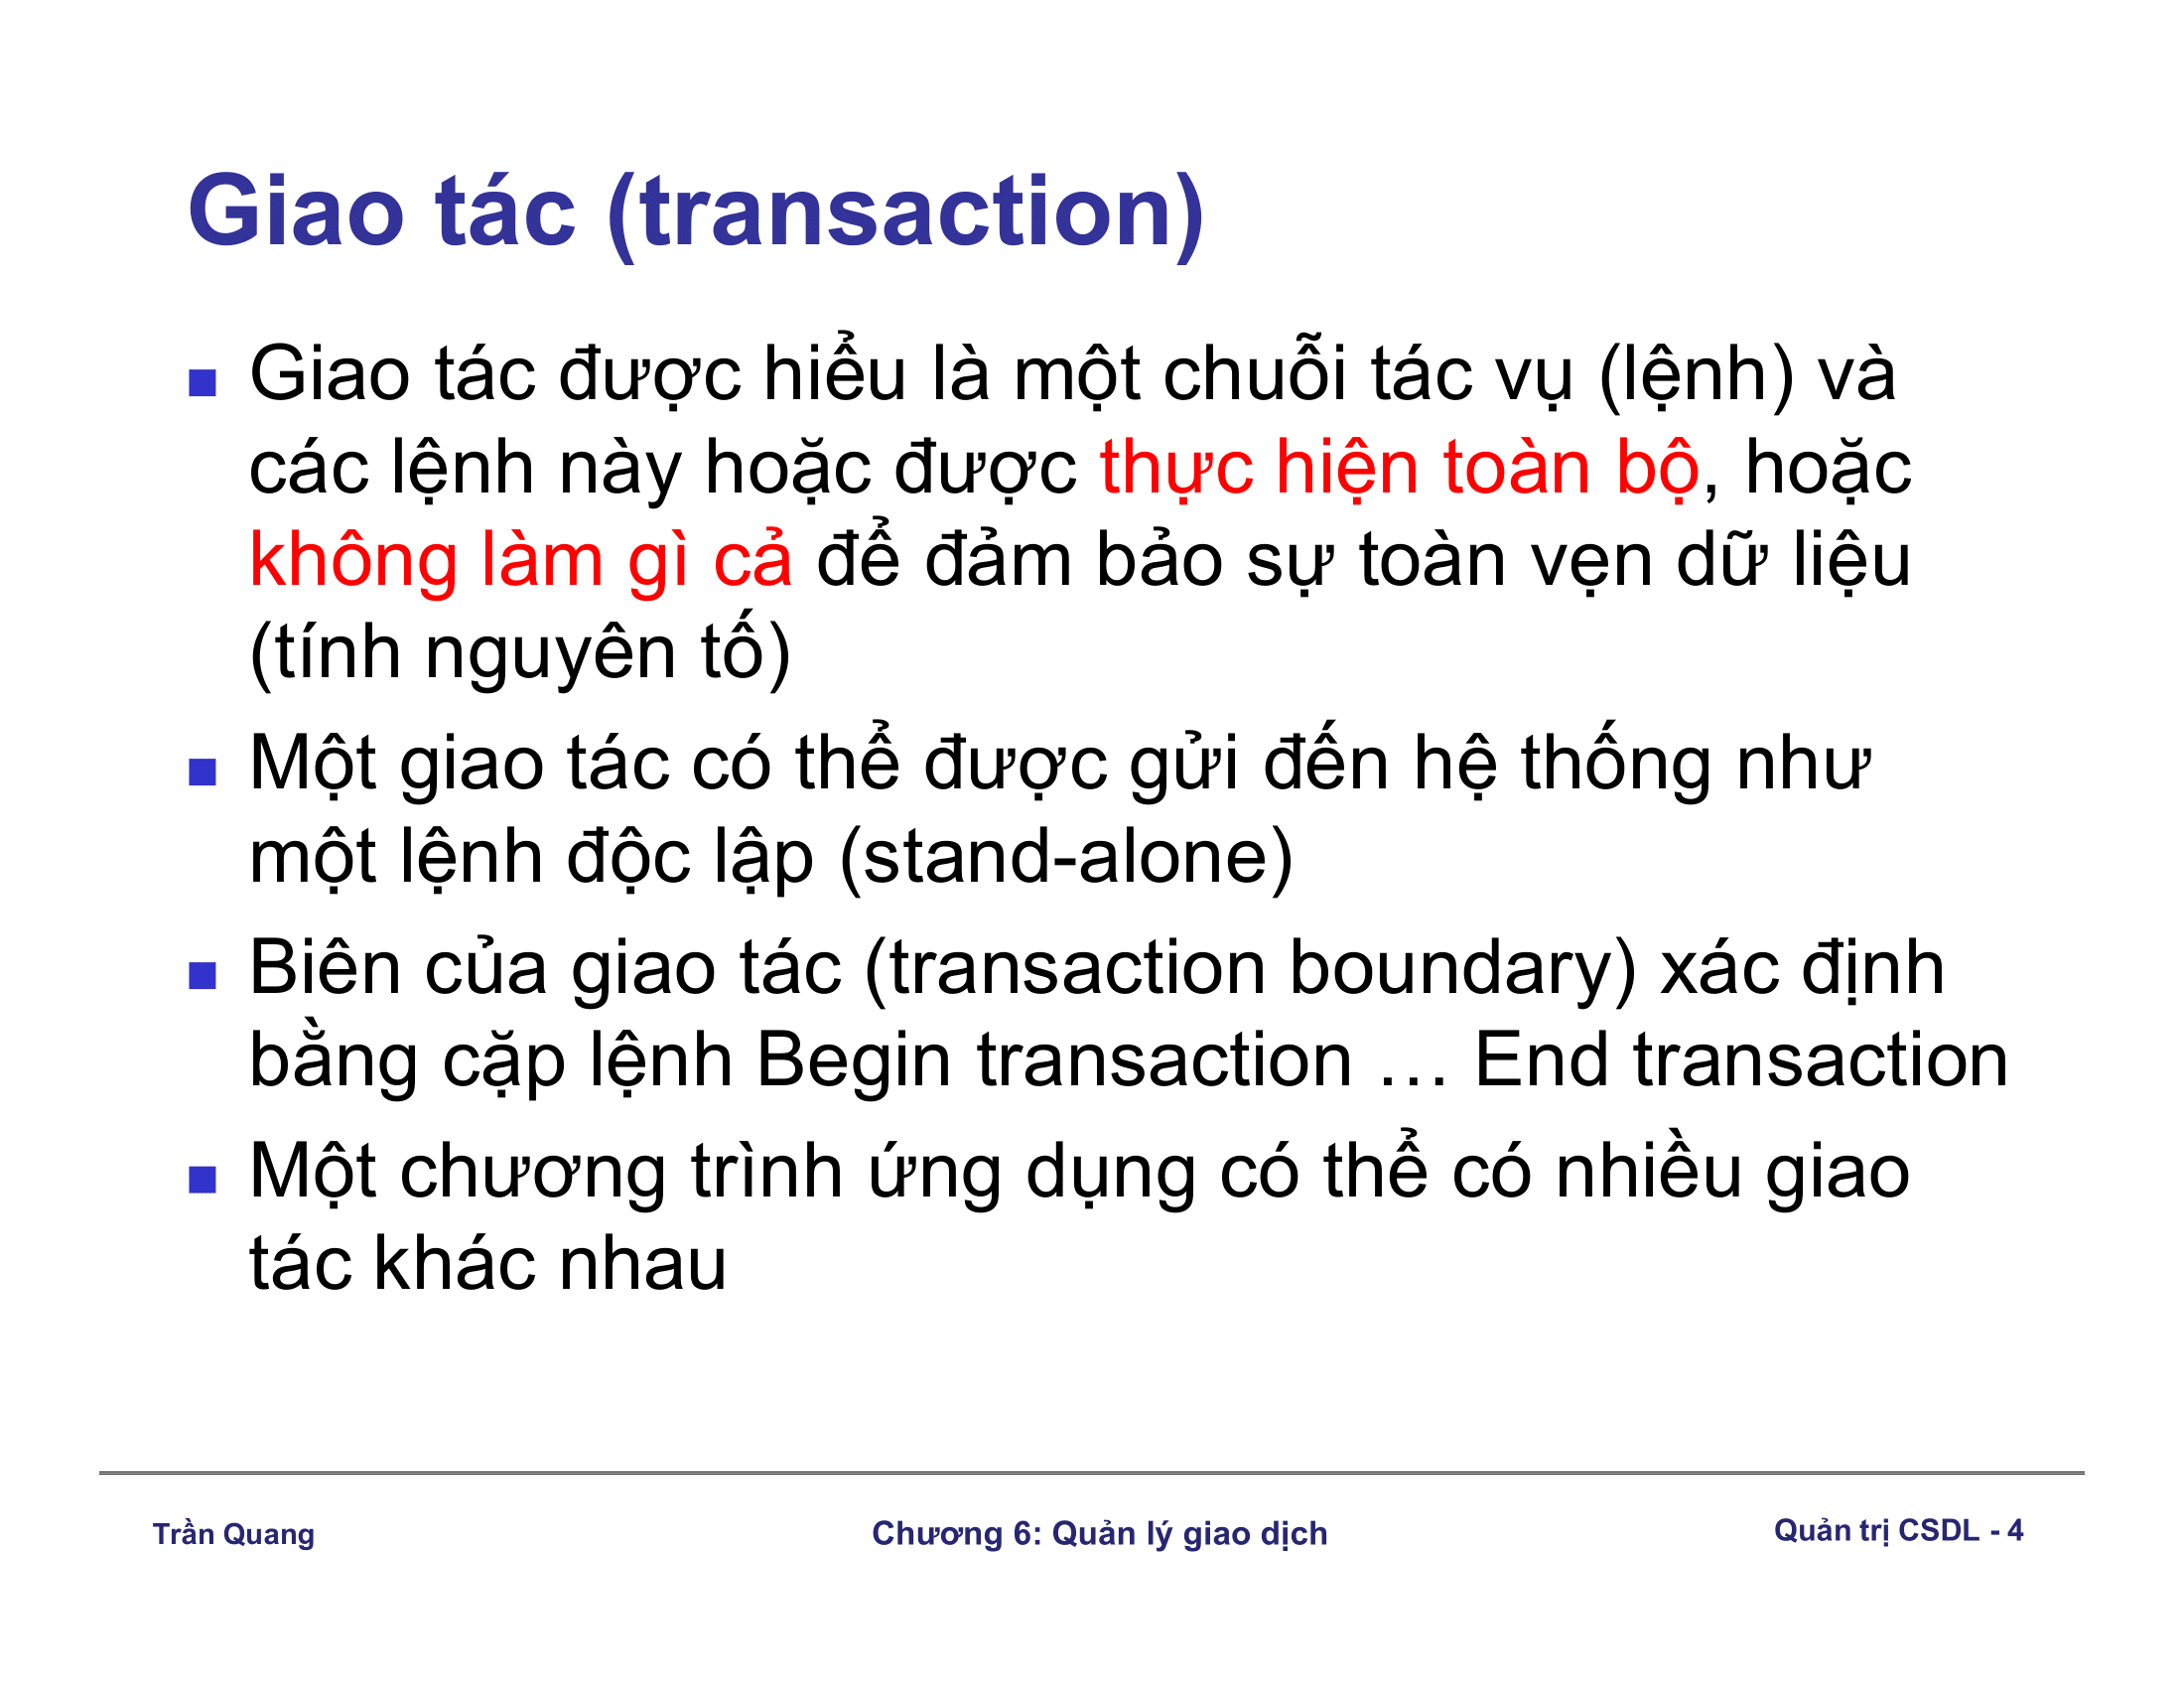 Giao tác (transaction)
Giao tác được hiểu là một chuỗi tác vụ (lệnh) và
các lệnh này hoặc được thực hiện toàn bộ, hoặc
không làm gì cả để đảm bảo sự toàn vẹn dữ liệu
(tính nguyên tố)
Một giao tác có thể được gửi đến hệ thống như
một lệnh độc lập (stand-alone)
Biên của giao tác (transaction boundary) xác định
bằng cặp lệnh Begin transaction … End transaction
Một chương trình ứng dụng có thể có nhiều giao
tác khác nhau
Trần Quang
Chương 6: Quản lý giao dịch
Quản trị CSDL - 4